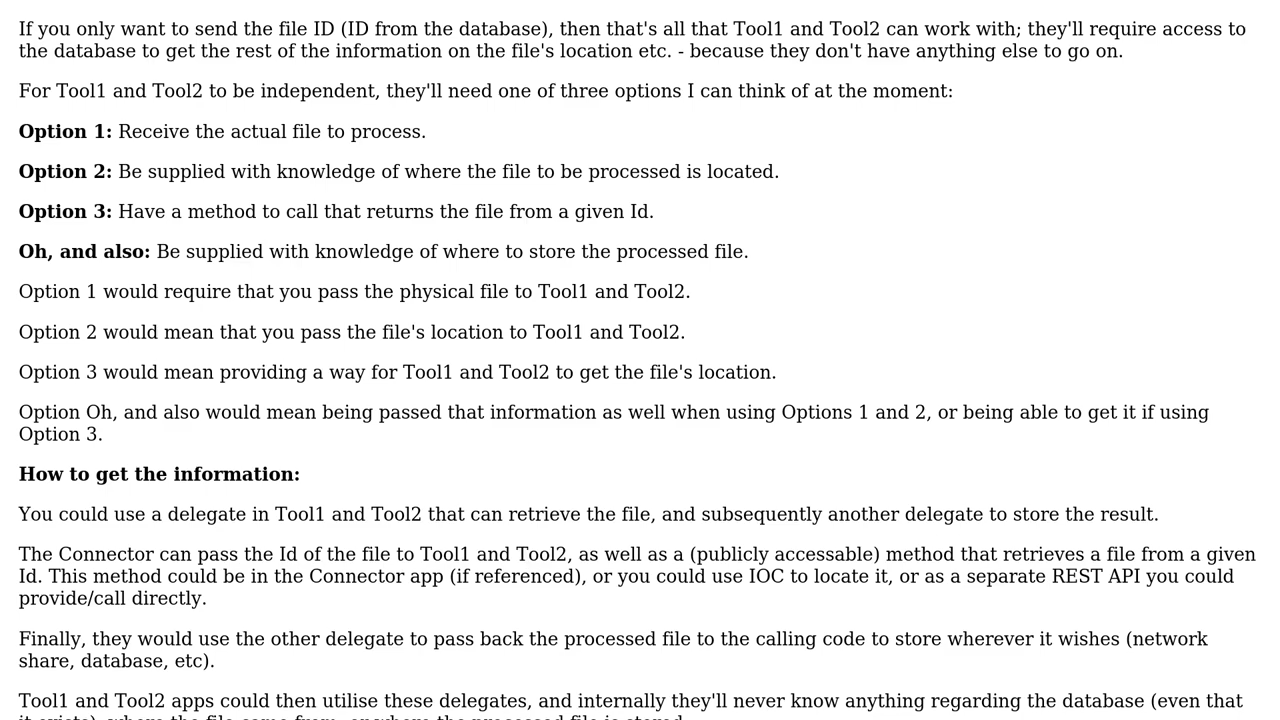 If you only want to send the file ID (ID from the database), then that's all that Tool1 and Tool2 can work with; they'll require access to
the database to get the rest of the information on the file's location etc. - because they don't have anything else to go on.
For Tool1 and Tool2 to be independent, they'll need one of three options I can think of at the moment:
Option 1: Receive the actual file to process.
Option 2: Be supplied with knowledge of where the file to be processed is located.
Option 3: Have a method to call that returns the file from a given Id.
Oh, and also: Be supplied with knowledge of where to store the processed file.
Option 1 would require that you pass the physical file to Tool1 and Tool2.
Option 2 would mean that you pass the file's location to Tool1 and Tool2.
Option 3 would mean providing a way for Tool1 and Tool2 to get the file's location.
Option Oh, and also would mean being passed that information as well when using Options 1 and 2, or being able to get it if using
Option 3.
How to get the information:
You could use a delegate in Tool1 and Tool2 that can retrieve the file, and subsequently another delegate to store the result.
The Connector can pass the Id of the file to Tool1 and Tool2, as well as a (publicly accessable) method that retrieves a file from a given
Id. This method could be in the Connector app (if referenced), or you could use IOC to locate it, or as a separate REST API you could
provide/call directly.
Finally, they would use the other delegate to pass back the processed file to the calling code to store wherever it wishes (network
share, database, etc).
Tool1 and Tool2 apps could then utilise these delegates, and internally they'll never know anything regarding the database (even that
it exists), where the file came from, or where the processed file is stored.